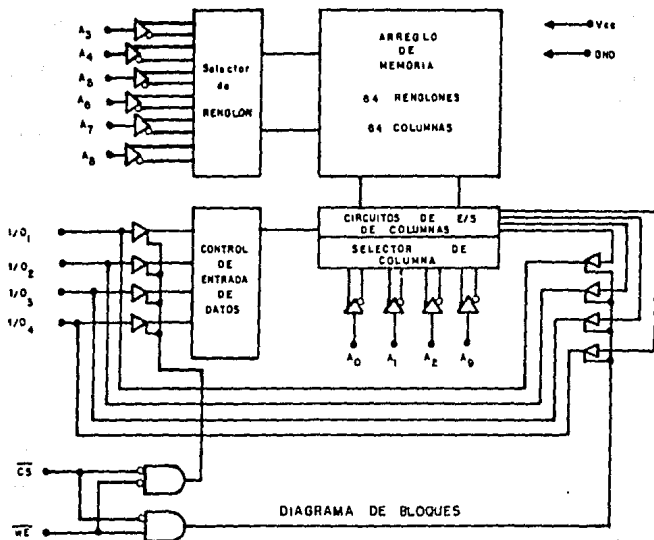 A3
A4
A5
A6
A7
A8
Selector
de
RENGLON
ARREGLO
DE
MEMORIA
64 RENGLONES
64 COLUMNAS
Vcc
GND
I/O1
I/O2
I/O3
I/O4
CONTROL
DE
ENTRADA
DE
DATOS
CIRCUITOS DE E/S
DE COLUMNAS
SELECTOR DE
COLUMNA
A0
A1
A2
A9
CS
WE
DIAGRAMA DE BLOQUES